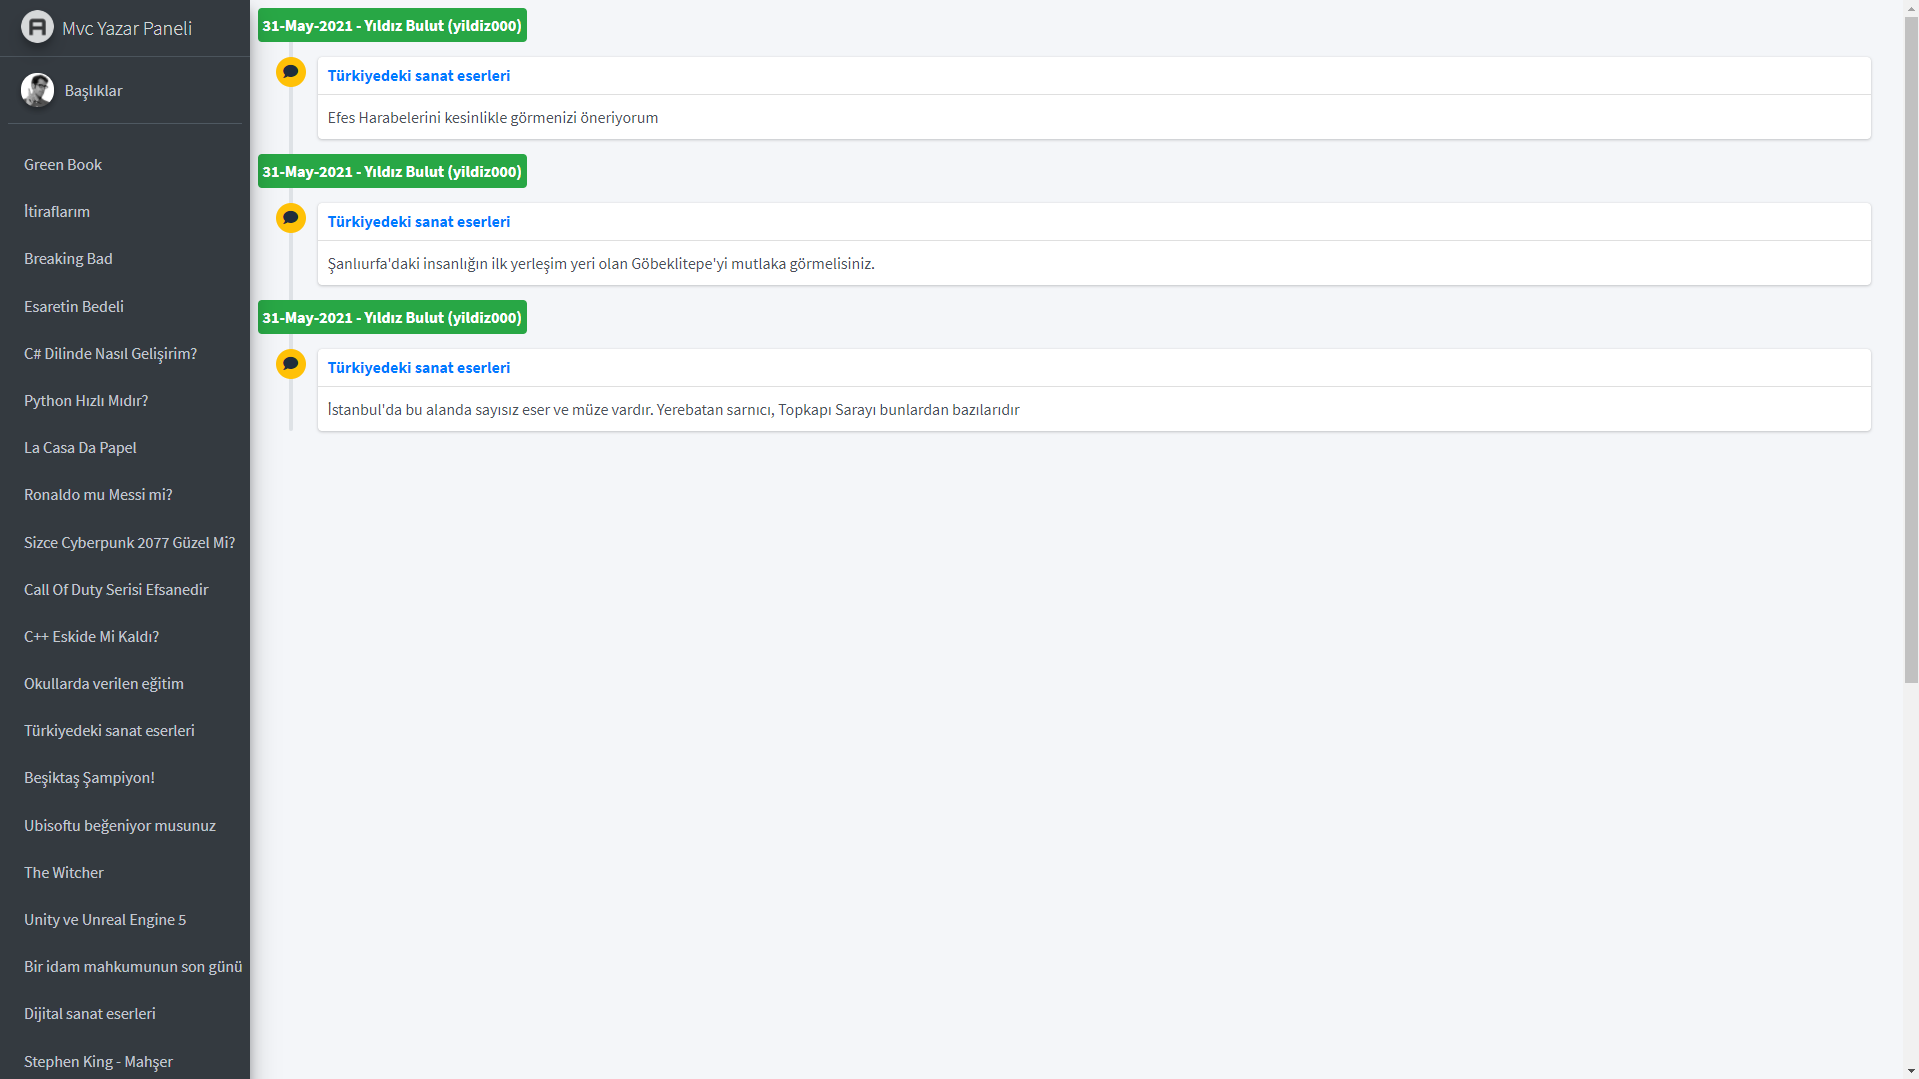 Mvc Yazar Paneli
Başlıklar
Green Book
İtiraflarım
Breaking Bad
Esaretin Bedeli
C# Dilinde Nasıl Gelişirim?
Python Hızlı Mıdır?
La Casa Da Papel
Ronaldo mu Messi mi?
Sizce Cyberpunk 2077 Güzel Mi?
Call Of Duty Serisi Efsanedir
C++ Eskide Mi Kaldı?
Okullarda verilen eğitim
Türkiyedeki sanat eserleri
Beşiktaş Şampiyon!
Ubisoftu beğeniyor musunuz
The Witcher
Unity ve Unreal Engine 5
Bir idam mahkumunun son günü
Dijital sanat eserleri
Stephen King - Mahşer
31-May-2021 - Yıldız Bulut (yildiz000)
Türkiyedeki sanat eserleri
Efes Harabelerini kesinlikle görmenizi öneriyorum
31-May-2021 - Yıldız Bulut (yildiz000)
Türkiyedeki sanat eserleri
Şanlıurfa'daki insanlığın ilk yerleşim yeri olan Göbeklitepe'yi mutlaka görmelisiniz.
31-May-2021 - Yıldız Bulut (yildiz000)
Türkiyedeki sanat eserleri
İstanbul'da bu alanda sayısız eser ve müze vardır. Yerebatan sarnıcı, Topkapı Sarayı bunlardan bazılarıdır